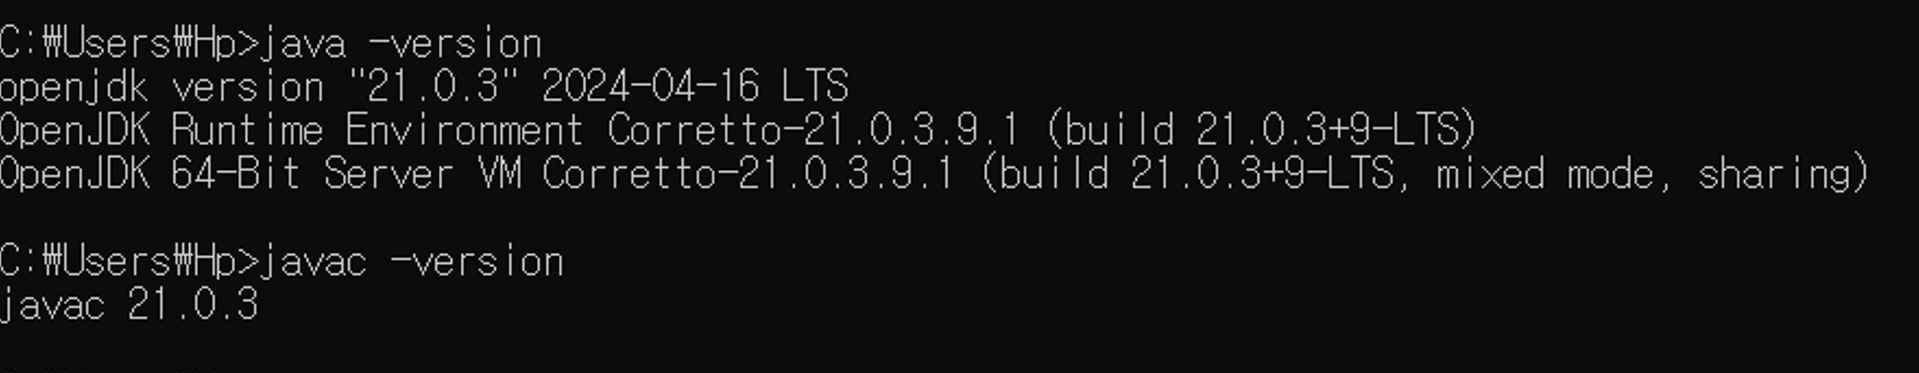 C:₩Users₩Hp>java -version
openjdk version "21.0.3" 2024-04-16 LTS
OpenJDK Runtime Environment Corretto-21.0.3.9.1 (build 21.0.3+9-LTS)
OpenJDK 64-Bit Server VM Corretto-21.0.3.9.1 (build 21.0.3+9-LTS, mixed mode, sharing)
C:₩Users₩Hp>javac -version
javac 21.0.3